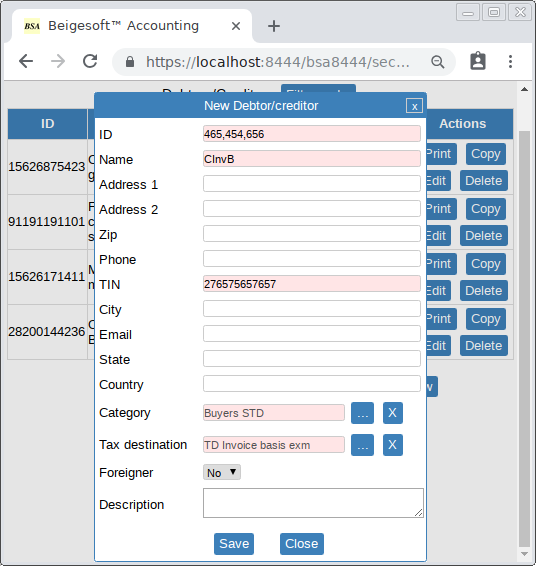 BSA Beigesoft™ Accounting
https://localhost:8444/bsa8444/sec...
New Debtor/creditor x
ID
Actions
ID 465,454,656
Name CInvB
Address 1
Address 2
Zip
Phone
TIN 276575657657
City
Email
State
Country
Category Buyers STD ... X
Tax destination TD Invoice basis exm ... X
Foreigner No
Description
Save Close
15626875423
Print Copy
Edit Delete
91191191101
Print Copy
Edit Delete
15626171411
Print Copy
Edit Delete
28200144236
Print Copy
Edit Delete